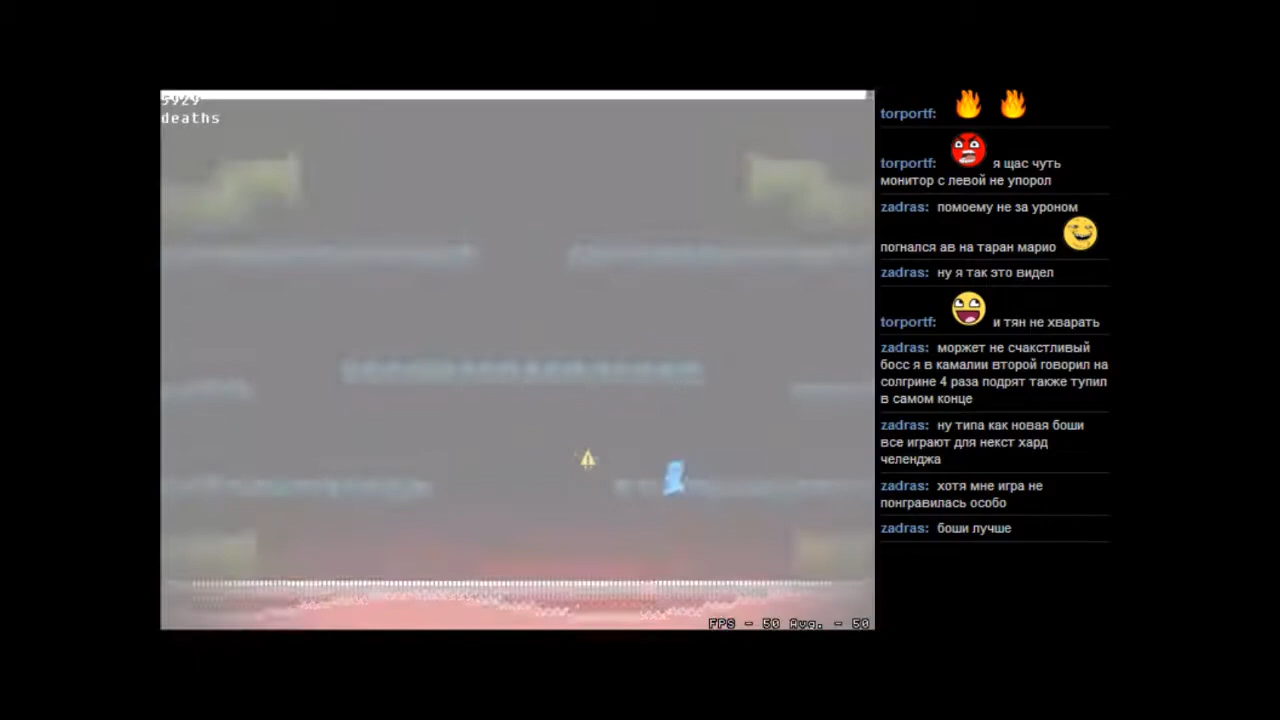 5929
deaths
torportf:
torportf: я щас чуть
монитор с левой не упорол
zadras: помоему не за уроном
погнался ав на таран марио
zadras: ну я так это видел
torportf: и тян не хварать
zadras: моржет не счакстливый
босс я в камалии второй говорил на
солгрине 4 раза подрят также тупил
в самом конце
zadras: ну типа как новая боши
все играют для некст хард
челенджа
zadras: хотя мне игра не
понгравилась особо
zadras: боши лучше
FPS - 50 Avg. - 50